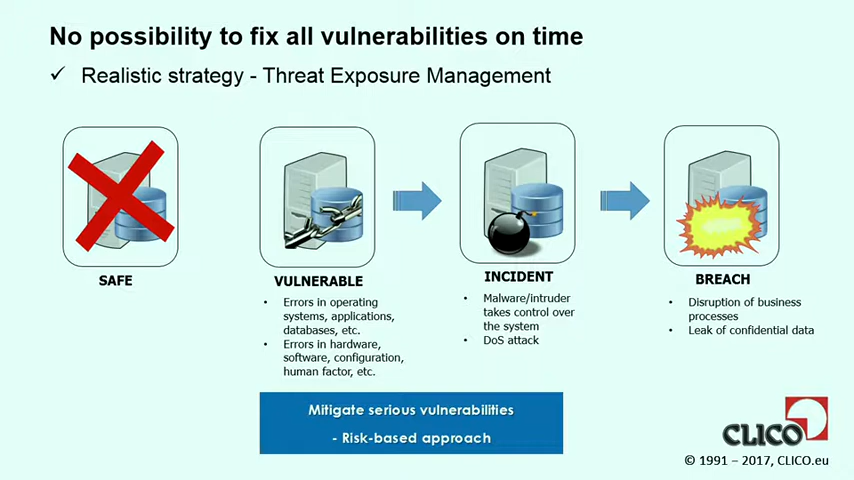 No possibility to fix all vulnerabilities on time
✓ Realistic strategy - Threat Exposure Management
SAFE
VULNERABLE
• Errors in operating
systems, applications,
databases, etc.
• Errors in hardware,
software, configuration,
human factor, etc.
INCIDENT
• Malware/intruder
takes control over
the system
• DoS attack
BREACH
• Disruption of business
processes
• Leak of confidential data
Mitigate serious vulnerabilities
- Risk-based approach
CLICO
© 1991 – 2017, CLICO.eu